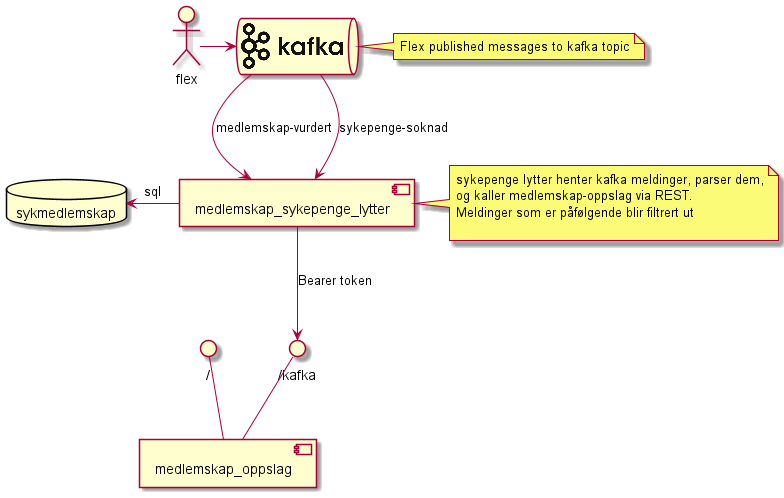 kafka
Flex published messages to kafka topic
flex
medlemskap-vurdert
sykepenge-soknad
sykepenge lytter henter kafka meldinger, parser dem,
og kaller medlemskap-oppslag via REST.
Meldinger som er påfølgende blir filtrert ut
sql
sykmedlemskap
medlemskap_sykepenge_lytter
Bearer token
/
/kafka
medlemskap_oppslag